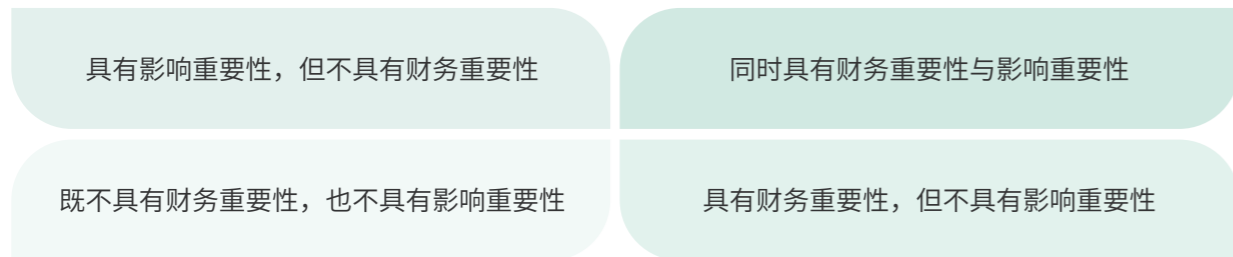 具有影响重要性，但不具有财务重要性
同时具有财务重要性与影响重要性
既不具有财务重要性，也不具有影响重要性
具有财务重要性，但不具有影响重要性